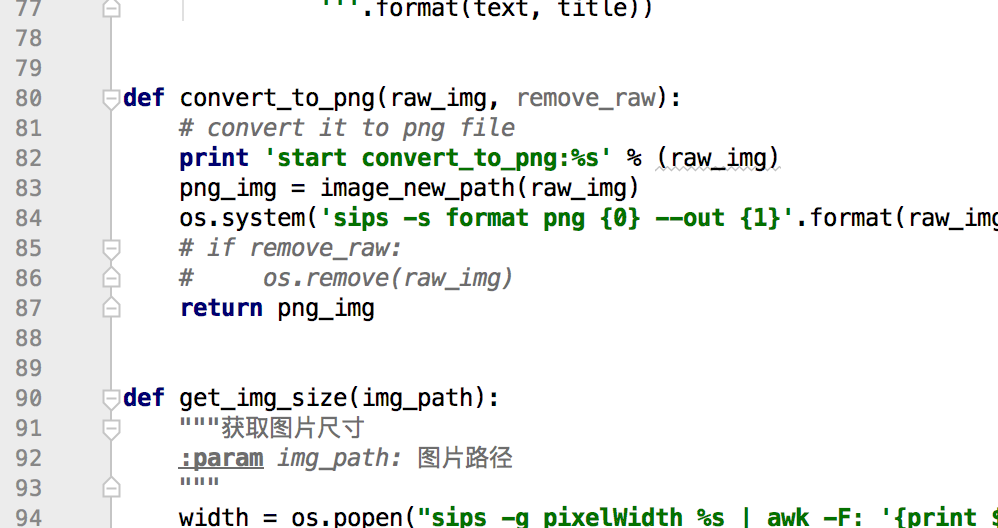 77 '''.format(text, title))
78
79
80 def convert_to_png(raw_img, remove_raw):
81 # convert it to png file
82 print 'start convert_to_png:%s' % (raw_img)
83 png_img = image_new_path(raw_img)
84 os.system('sips -s format png {0} --out {1}'.format(raw_img
85 # if remove_raw:
86 #     os.remove(raw_img)
87 return png_img
88
89
90 def get_img_size(img_path):
91 """获取图片尺寸
92 :param img_path: 图片路径
93 """
94 width = os.popen("sips -g pixelWidth %s | awk -F: '{print $